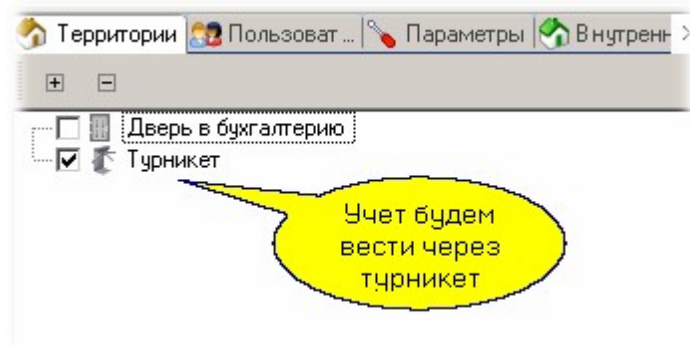 Территории Пользоват ... Параметры Внутренн
Дверь в бухгалтерию
Турникет
Учет будем
вести через
турникет